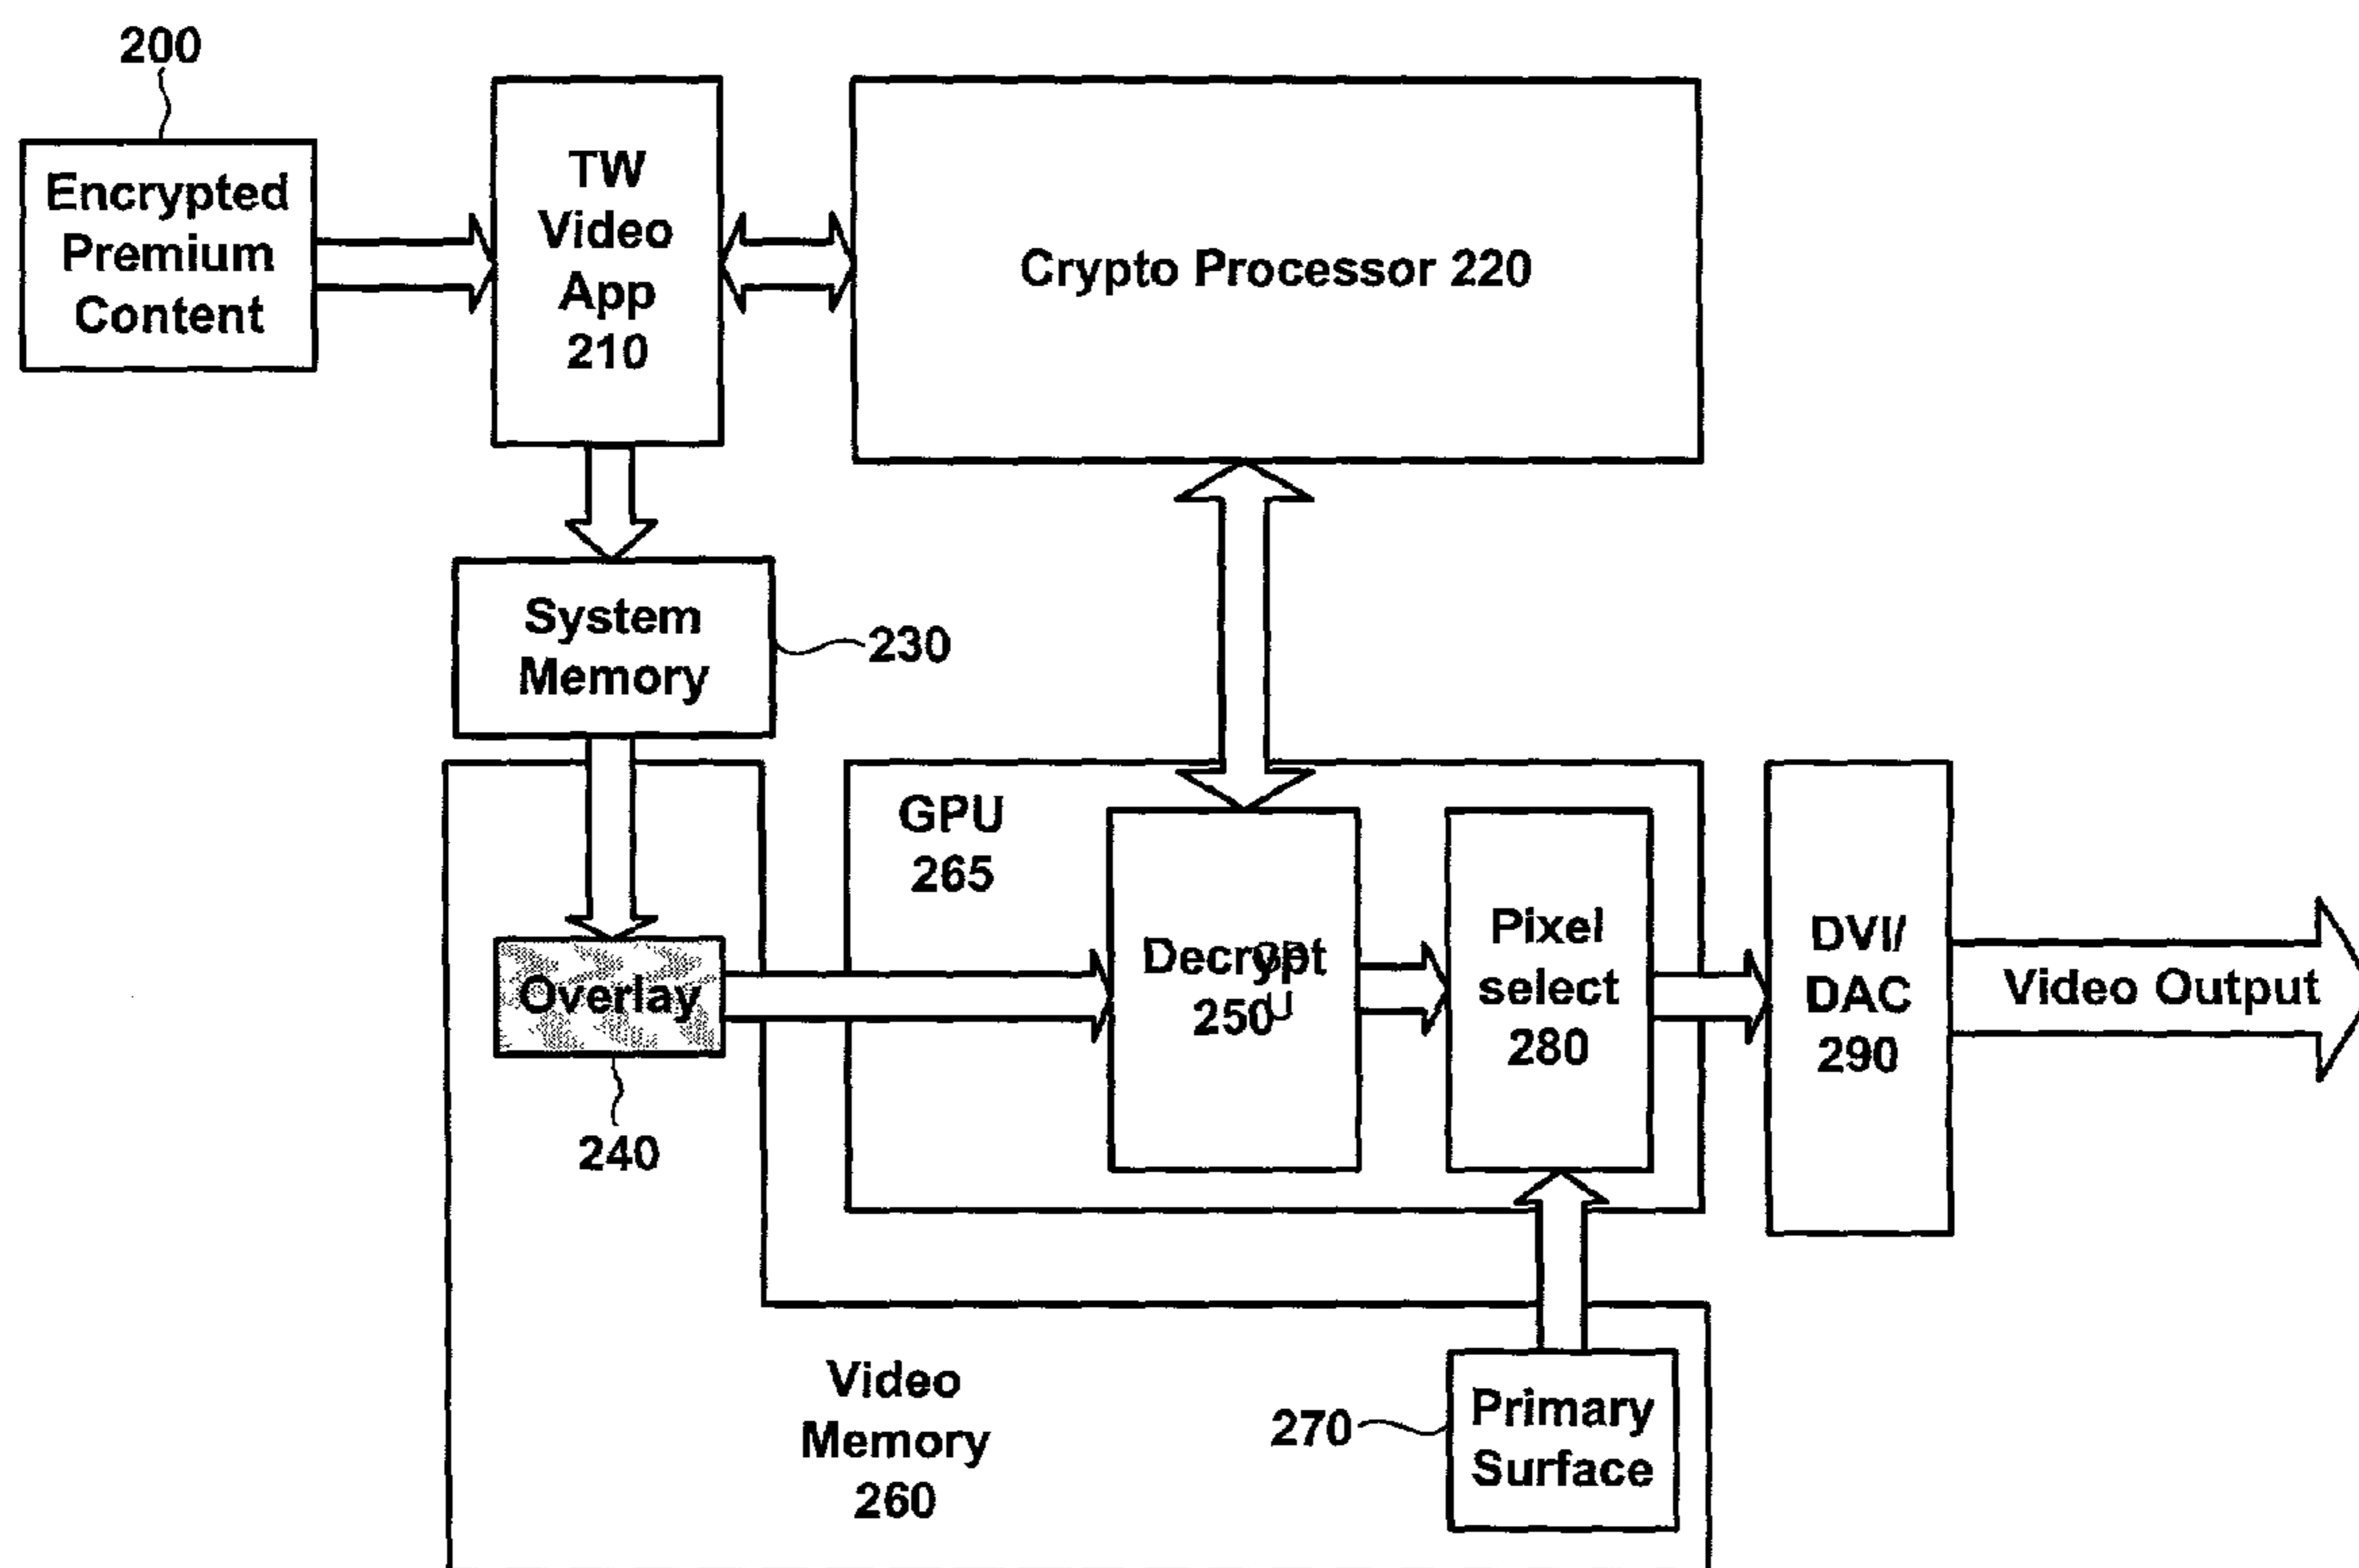 200
Encrypted
Premium
Content
TW
Video
App
210
Crypto Processor 220
System
Memory
230
GPU
265
Decrypt
250
Pixel
select
280
DVI/
DAC
290
Video Output
Overlay
240
Video
Memory
260
270
Primary
Surface